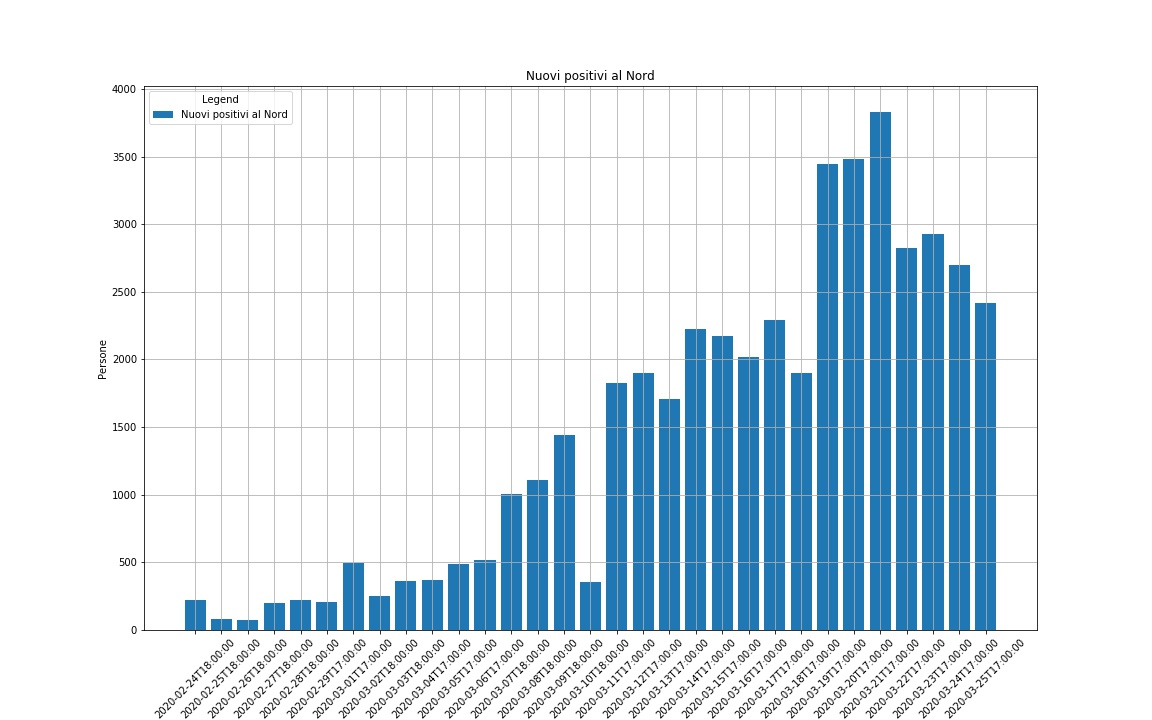 Nuovi positivi al Nord
Legend
Nuovi positivi al Nord
4000
3500
3000
2500
2000
1500
1000
500
0
Persone
2020-02-24T18:00:00
2020-02-25T18:00:00
2020-02-26T18:00:00
2020-02-27T18:00:00
2020-02-28T18:00:00
2020-02-29T17:00:00
2020-03-01T17:00:00
2020-03-02T18:00:00
2020-03-03T18:00:00
2020-03-04T17:00:00
2020-03-05T17:00:00
2020-03-06T17:00:00
2020-03-07T18:00:00
2020-03-08T18:00:00
2020-03-09T18:00:00
2020-03-10T18:00:00
2020-03-11T17:00:00
2020-03-12T17:00:00
2020-03-13T17:00:00
2020-03-14T17:00:00
2020-03-15T17:00:00
2020-03-16T17:00:00
2020-03-17T17:00:00
2020-03-18T17:00:00
2020-03-19T17:00:00
2020-03-20T17:00:00
2020-03-21T17:00:00
2020-03-22T17:00:00
2020-03-23T17:00:00
2020-03-24T17:00:00
2020-03-25T17:00:00